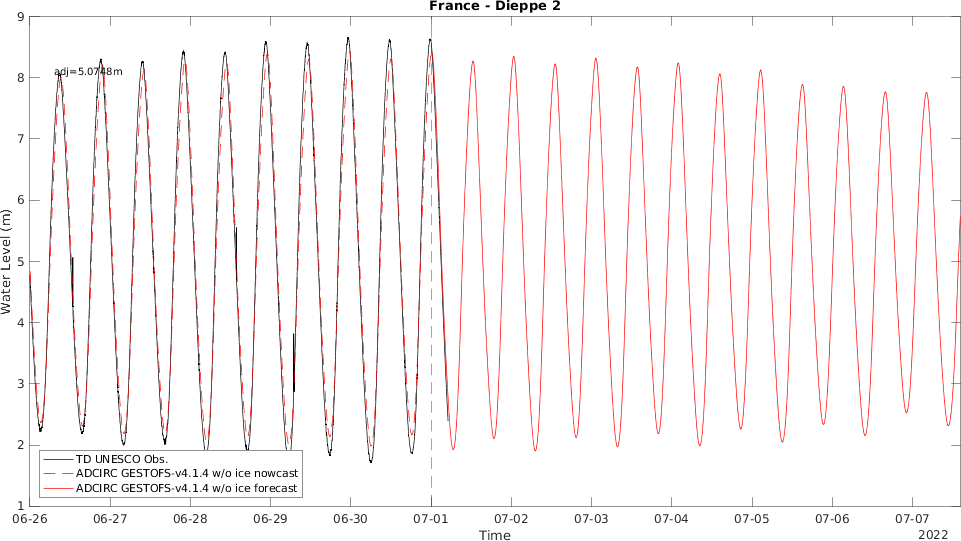 France - Dieppe 2
9
8
7
6
5
4
3
2
1
Water Level (m)
adj=5.0748m
TD UNESCO Obs.
ADCIRC GESTOFS-v4.1.4 w/o ice nowcast
ADCIRC GESTOFS-v4.1.4 w/o ice forecast
06-26 06-27 06-28 06-29 06-30 07-01 07-02 07-03 07-04 07-05 07-06 07-07
Time
2022